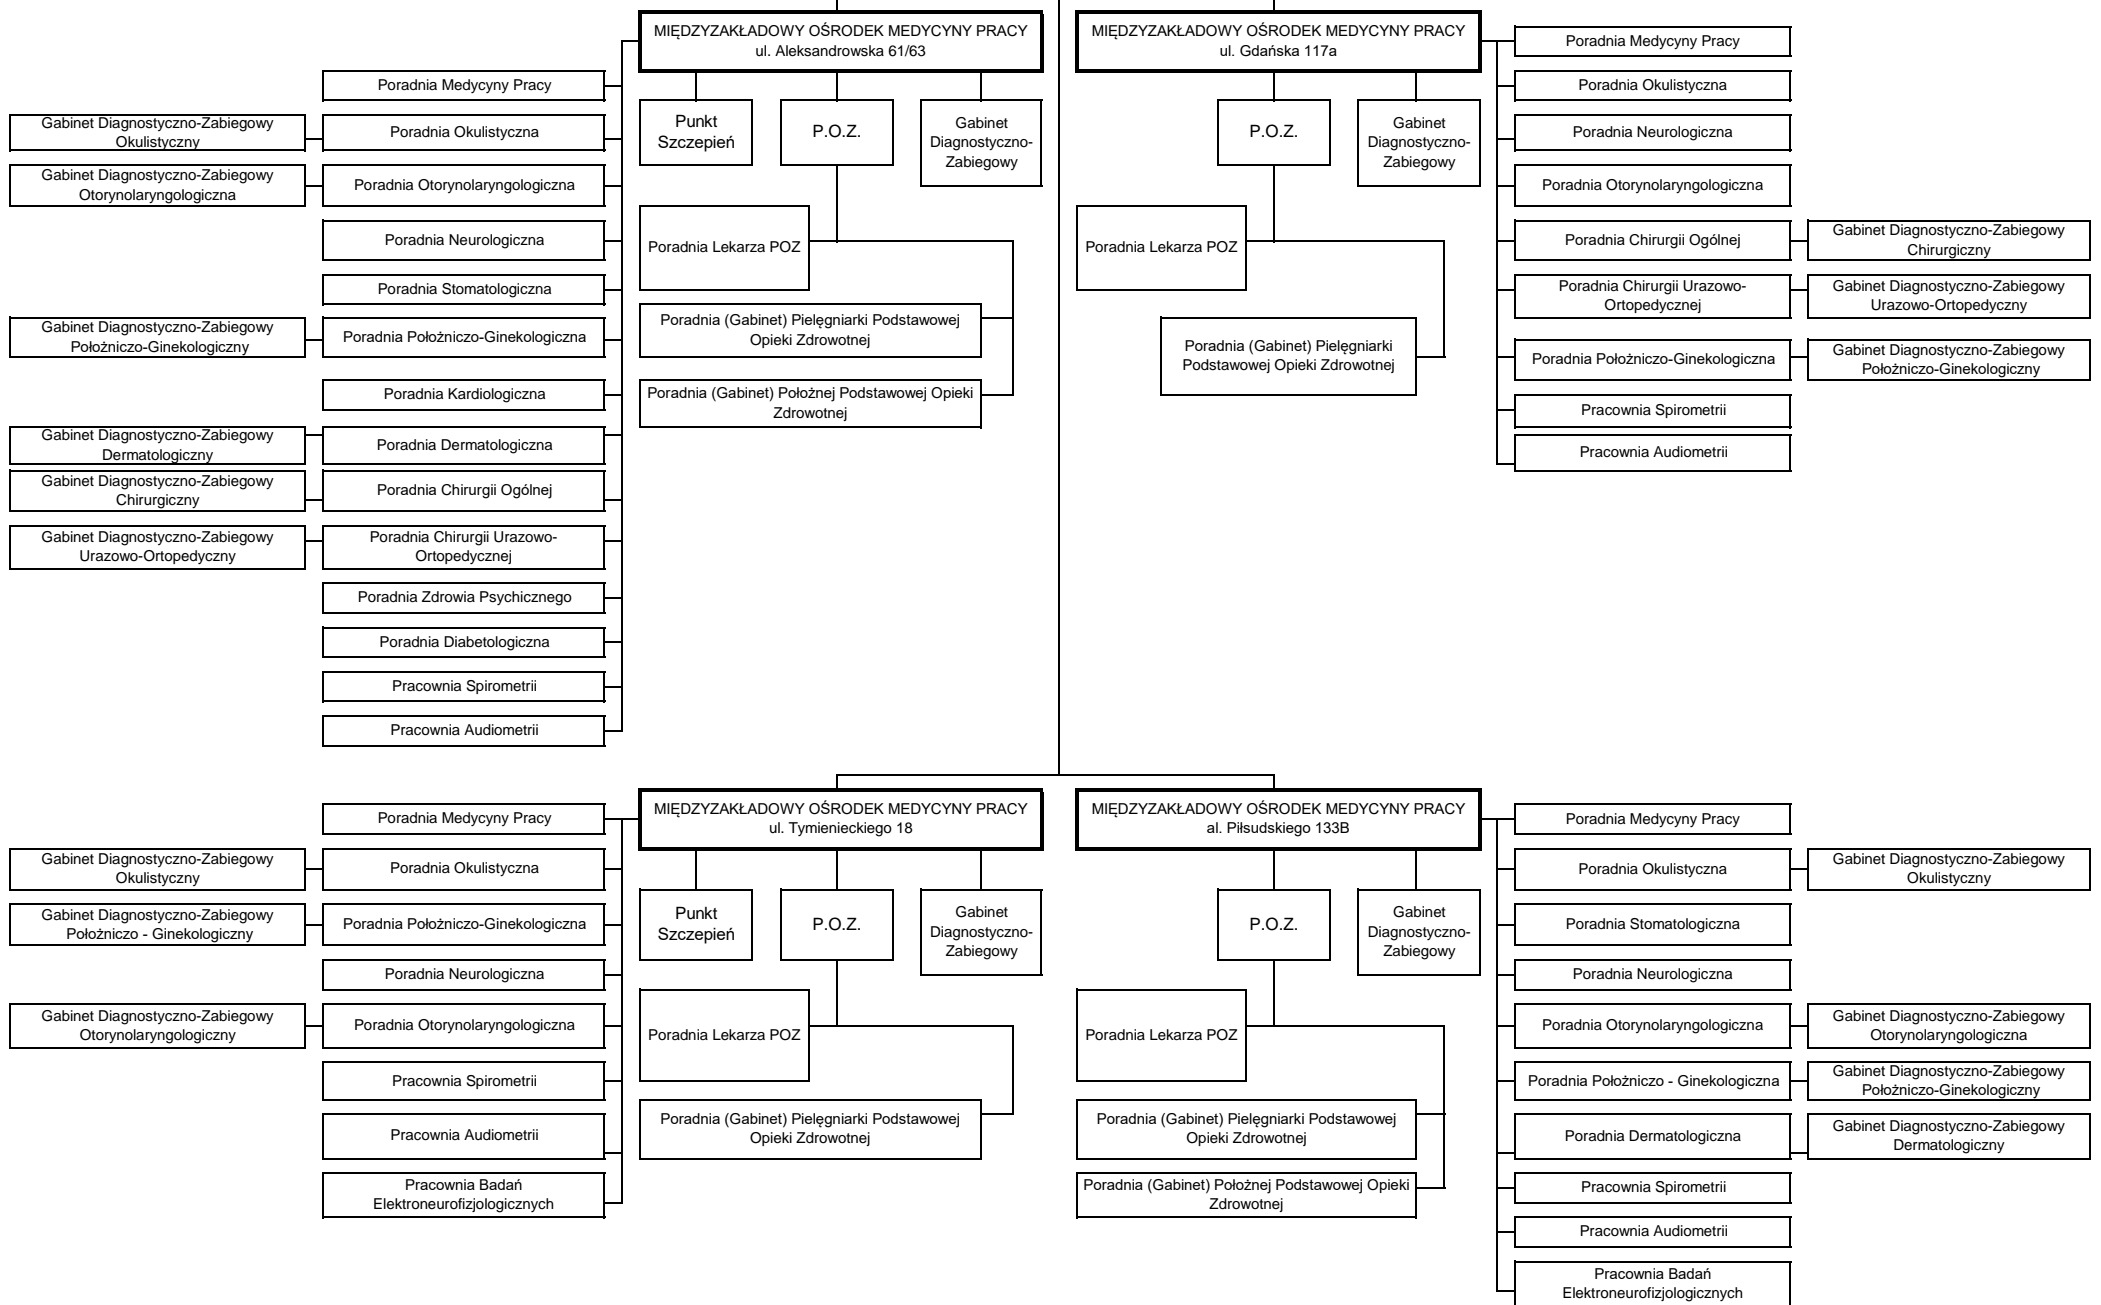 MIĘDZYZAKŁADOWY OŚRODEK MEDYCYNY PRACY
ul. Aleksandrowska 61/63
Poradnia Medycyny Pracy
Gabinet Diagnostyczno-Zabiegowy
Okulistyczny
Poradnia Okulistyczna
Gabinet Diagnostyczno-Zabiegowy
Otorynolaryngologiczna
Poradnia Otorynolaryngologiczna
Poradnia Neurologiczna
Poradnia Stomatologiczna
Gabinet Diagnostyczno-Zabiegowy
Położniczo-Ginekologiczny
Poradnia Położniczo-Ginekologiczna
Poradnia Kardiologiczna
Gabinet Diagnostyczno-Zabiegowy
Dermatologiczny
Poradnia Dermatologiczna
Gabinet Diagnostyczno-Zabiegowy
Chirurgiczny
Poradnia Chirurgii Ogólnej
Gabinet Diagnostyczno-Zabiegowy
Urazowo-Ortopedyczny
Poradnia Chirurgii Urazowo-
Ortopedycznej
Poradnia Zdrowia Psychicznego
Poradnia Diabetologiczna
Pracownia Spirometrii
Pracownia Audiometrii
Punkt
Szczepień
P.O.Z.
Gabinet
Diagnostyczno-
Zabiegowy
Poradnia Lekarza POZ
Poradnia (Gabinet) Pielęgniarki Podstawowej
Opieki Zdrowotnej
Poradnia (Gabinet) Położnej Podstawowej Opieki
Zdrowotnej
MIĘDZYZAKŁADOWY OŚRODEK MEDYCYNY PRACY
ul. Gdańska 117a
P.O.Z.
Gabinet
Diagnostyczno-
Zabiegowy
Poradnia Lekarza POZ
Poradnia (Gabinet) Pielęgniarki
Podstawowej Opieki Zdrowotnej
Poradnia Medycyny Pracy
Poradnia Okulistyczna
Poradnia Neurologiczna
Poradnia Otorynolaryngologiczna
Poradnia Chirurgii Ogólnej
Gabinet Diagnostyczno-Zabiegowy
Chirurgiczny
Poradnia Chirurgii Urazowo-
Ortopedycznej
Gabinet Diagnostyczno-Zabiegowy
Urazowo-Ortopedyczny
Poradnia Położniczo-Ginekologiczna
Gabinet Diagnostyczno-Zabiegowy
Położniczo-Ginekologiczny
Pracownia Spirometrii
Pracownia Audiometrii
MIĘDZYZAKŁADOWY OŚRODEK MEDYCYNY PRACY
ul. Tymienieckiego 18
Poradnia Medycyny Pracy
Gabinet Diagnostyczno-Zabiegowy
Okulistyczny
Poradnia Okulistyczna
Gabinet Diagnostyczno-Zabiegowy
Położniczo - Ginekologiczny
Poradnia Położniczo-Ginekologiczna
Poradnia Neurologiczna
Gabinet Diagnostyczno-Zabiegowy
Otorynolaryngologiczny
Poradnia Otorynolaryngologiczna
Pracownia Spirometrii
Pracownia Audiometrii
Pracownia Badań
Elektroneurofizjologicznych
Punkt
Szczepień
P.O.Z.
Gabinet
Diagnostyczno-
Zabiegowy
Poradnia Lekarza POZ
Poradnia (Gabinet) Pielęgniarki Podstawowej
Opieki Zdrowotnej
MIĘDZYZAKŁADOWY OŚRODEK MEDYCYNY PRACY
al. Piłsudskiego 133B
P.O.Z.
Gabinet
Diagnostyczno-
Zabiegowy
Poradnia Lekarza POZ
Poradnia (Gabinet) Pielęgniarki Podstawowej
Opieki Zdrowotnej
Poradnia (Gabinet) Położnej Podstawowej Opieki
Zdrowotnej
Poradnia Medycyny Pracy
Poradnia Okulistyczna
Gabinet Diagnostyczno-Zabiegowy
Okulistyczny
Poradnia Stomatologiczna
Poradnia Neurologiczna
Poradnia Otorynolaryngologiczna
Gabinet Diagnostyczno-Zabiegowy
Otorynolaryngologiczna
Poradnia Położniczo - Ginekologiczna
Gabinet Diagnostyczno-Zabiegowy
Położniczo-Ginekologiczny
Poradnia Dermatologiczna
Gabinet Diagnostyczno-Zabiegowy
Dermatologiczny
Pracownia Spirometrii
Pracownia Audiometrii
Pracownia Badań
Elektroneurofizjologicznych